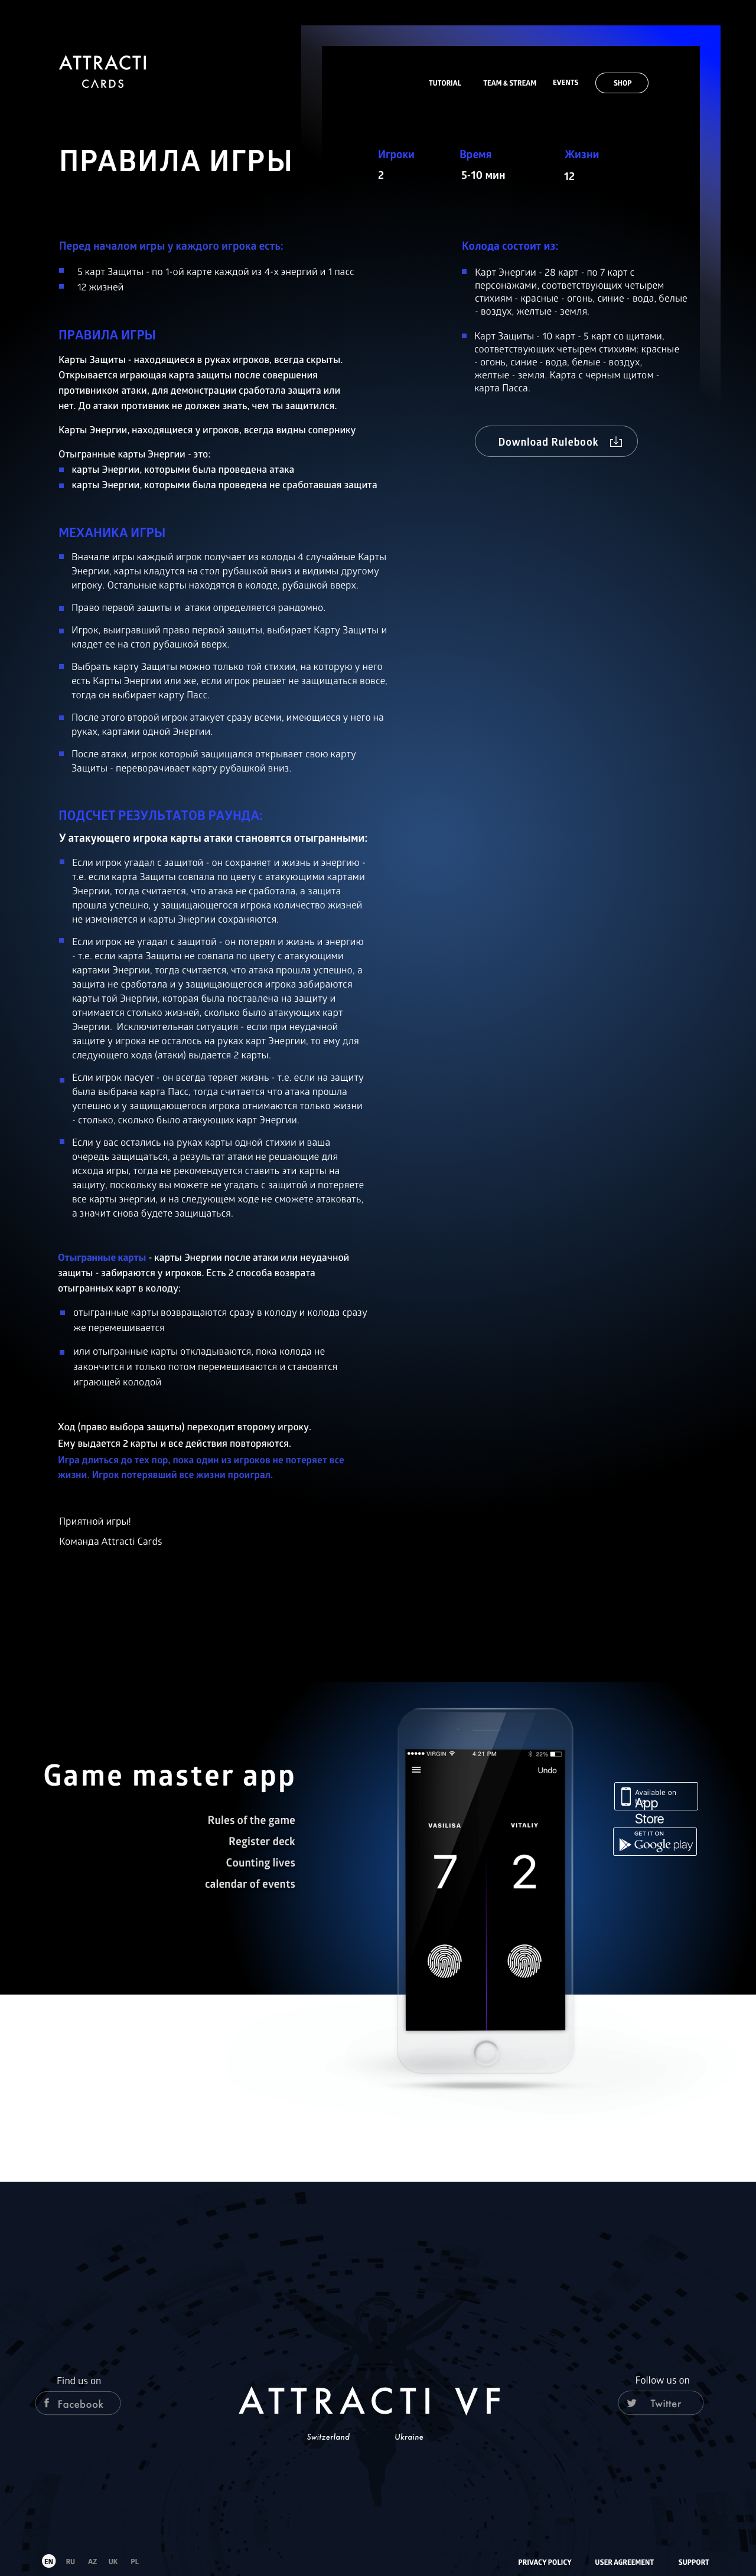 ATTRACTI
CARDS
TUTORIAL
TEAM & STREAM
EVENTS
SHOP
ПРАВИЛА ИГРЫ
Игроки
Время
Жизни
2
5-10 мин
12
Перед началом игры у каждого игрока есть:
5 карт Защиты - по 1-ой карте каждой из 4-х энергий и 1 пасс
12 жизней
ПРАВИЛА ИГРЫ
Карты Защиты - находящиеся в руках игроков, всегда скрыты.
Открывается играющая карта защиты после совершения
противником атаки, для демонстрации сработала защита или
нет. До атаки противник не должен знать, чем ты защитился.
Карты Энергии, находящиеся у игроков, всегда видны сопернику
Отыгранные карты Энергии - это:
карты Энергии, которыми была проведена атака
карты Энергии, которыми была проведена не сработавшая защита
Колода состоит из:
Карт Энергии - 28 карт - по 7 карт с
персонажами, соответствующих четырем
стихиям - красные - огонь, синие - вода, белые
- воздух, желтые - земля.
Карт Защиты - 10 карт - 5 карт со щитами,
соответствующих четырем стихиям: красные
- огонь, синие - вода, белые - воздух,
желтые - земля. Карта с черным щитом -
карта Пасса.
Download Rulebook
МЕХАНИКА ИГРЫ
Вначале игры каждый игрок получает из колоды 4 случайные Карты
Энергии, карты кладутся на стол рубашкой вниз и видимы другому
игроку. Остальные карты находятся в колоде, рубашкой вверх.
Право первой защиты и  атаки определяется рандомно.
Игрок, выигравший право первой защиты, выбирает Карту Защиты и
кладет ее на стол рубашкой вверх.
Выбрать карту Защиты можно только той стихии, на которую у него
есть Карты Энергии или же, если игрок решает не защищаться вовсе,
тогда он выбирает карту Пасс.
После этого второй игрок атакует сразу всеми, имеющиеся у него на
руках, картами одной Энергии.
После атаки, игрок который защищался открывает свою карту
Защиты - переворачивает карту рубашкой вниз.
ПОДСЧЕТ РЕЗУЛЬТАТОВ РАУНДА:
У атакующего игрока карты атаки становятся отыгранными:
Если игрок угадал с защитой - он сохраняет и жизнь и энергию -
т.е. если карта Защиты совпала по цвету с атакующими картами
Энергии, тогда считается, что атака не сработала, а защита
прошла успешно, у защищающегося игрока количество жизней
не изменяется и карты Энергии сохраняются.
Если игрок не угадал с защитой - он потерял и жизнь и энергию
- т.е. если карта Защиты не совпала по цвету с атакующими
картами Энергии, тогда считается, что атака прошла успешно, а
защита не сработала и у защищающегося игрока забираются
карты той Энергии, которая была поставлена на защиту и
отнимается столько жизней, сколько было атакующих карт
Энергии.  Исключительная ситуация - если при неудачной
защите у игрока не осталось на руках карт Энергии, то ему для
следующего хода (атаки) выдается 2 карты.
Если игрок пасует - он всегда теряет жизнь - т.е. если на защиту
была выбрана карта Пасс, тогда считается что атака прошла
успешно и у защищающегося игрока отнимаются только жизни
- столько, сколько было атакующих карт Энергии.
Если у вас остались на руках карты одной стихии и ваша
очередь защищаться, а результат атаки не решающие для
исхода игры, тогда не рекомендуется ставить эти карты на
защиту, поскольку вы можете не угадать с защитой и потеряете
все карты энергии, и на следующем ходе не сможете атаковать,
а значит снова будете защищаться.
Отыгранные карты - карты Энергии после атаки или неудачной
защиты - забираются у игроков. Есть 2 способа возврата
отыгранных карт в колоду:
отыгранные карты возвращаются сразу в колоду и колода сразу
же перемешивается
или отыгранные карты откладываются, пока колода не
закончится и только потом перемешиваются и становятся
играющей колодой
Ход (право выбора защиты) переходит второму игроку.
Ему выдается 2 карты и все действия повторяются.
Игра длиться до тех пор, пока один из игроков не потеряет все
жизни. Игрок потерявший все жизни проиграл.
Приятной игры!
Команда Attracti Cards
Game master app
Rules of the game
Register deck
Counting lives
calendar of events
VIRGIN
4:21 PM
22%
Undo
VASILISA
VITALIY
7
2
Available on
App
Store
GET IT ON
Google play
Find us on
Facebook
ATTRACTI VF
Switzerland
Ukraine
Follow us on
Twitter
EN
RU
AZ
UK
PL
PRIVACY POLICY
USER AGREEMENT
SUPPORT